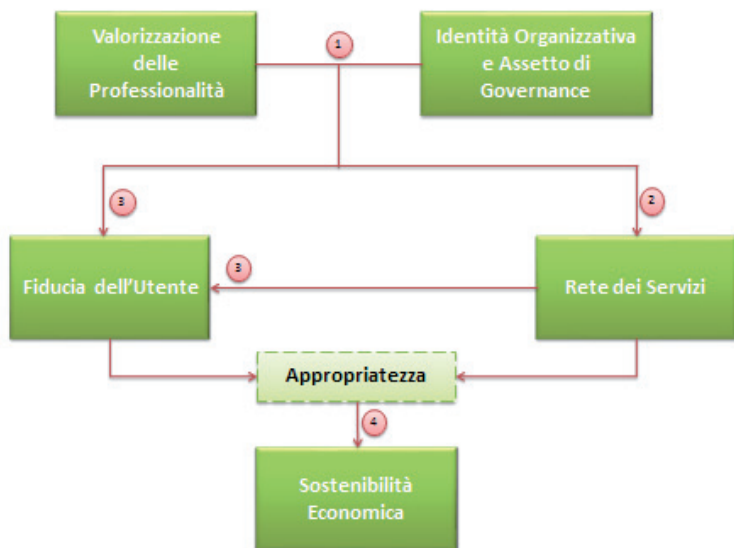 Valorizzazione
delle
Professionalità
1
Identità Organizzativa
e Assetto di
Governance
3
2
Fiducia dell'Utente
3
Rete dei Servizi
Appropriatezza
4
Sostenibilità
Economica